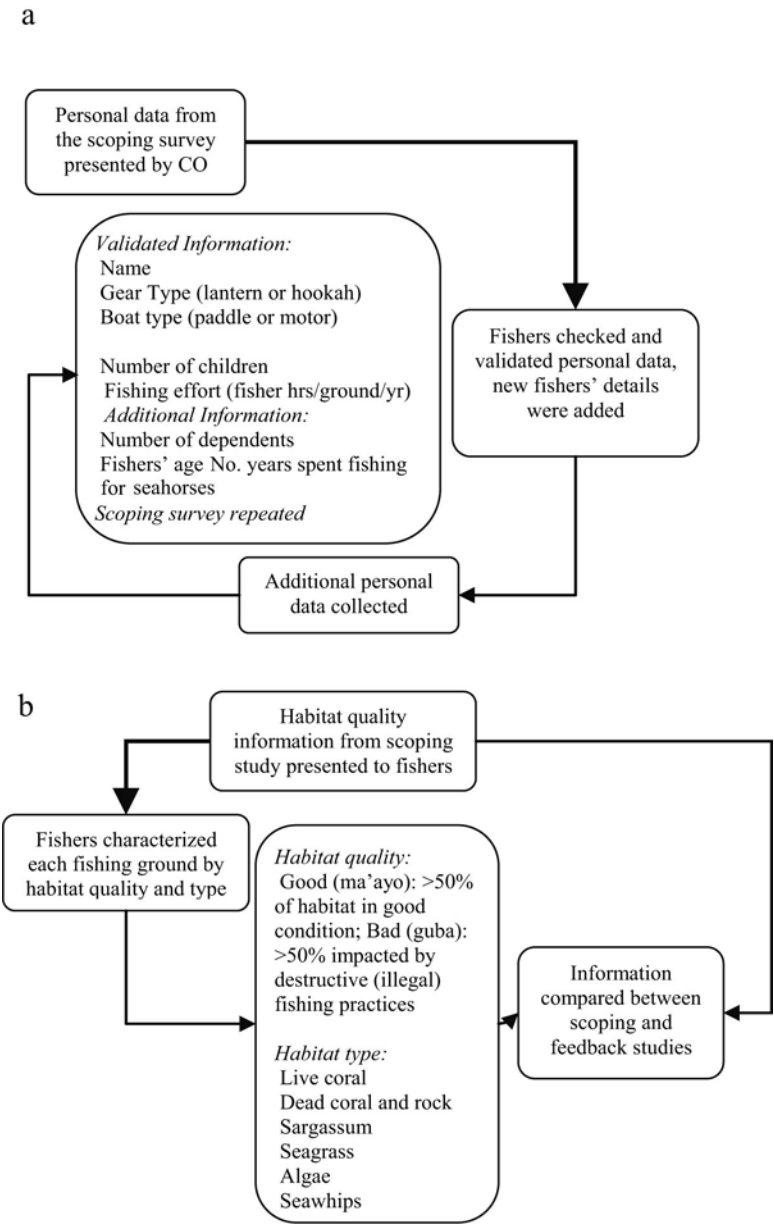 a
Personal data from
the scoping survey
presented by CO
Validated Information:
Name
Gear Type (lantern or hookah)
Boat type (paddle or motor)
Number of children
Fishing effort (fisher hrs/ground/yr)
Additional Information:
Number of dependents
Fishers’ age No. years spent fishing
for seahorses
Scoping survey repeated
Fishers checked and
validated personal data,
new fishers’ details
were added
Additional personal
data collected
b
Habitat quality
information from scoping
study presented to fishers
Fishers characterized
each fishing ground by
habitat quality and type
Habitat quality:
Good (ma’ayo): >50%
of habitat in good
condition; Bad (guba):
>50% impacted by
destructive (illegal)
fishing practices
Habitat type:
Live coral
Dead coral and rock
Sargassum
Seagrass
Algae
Seawhips
Information
compared between
scoping and
feedback studies